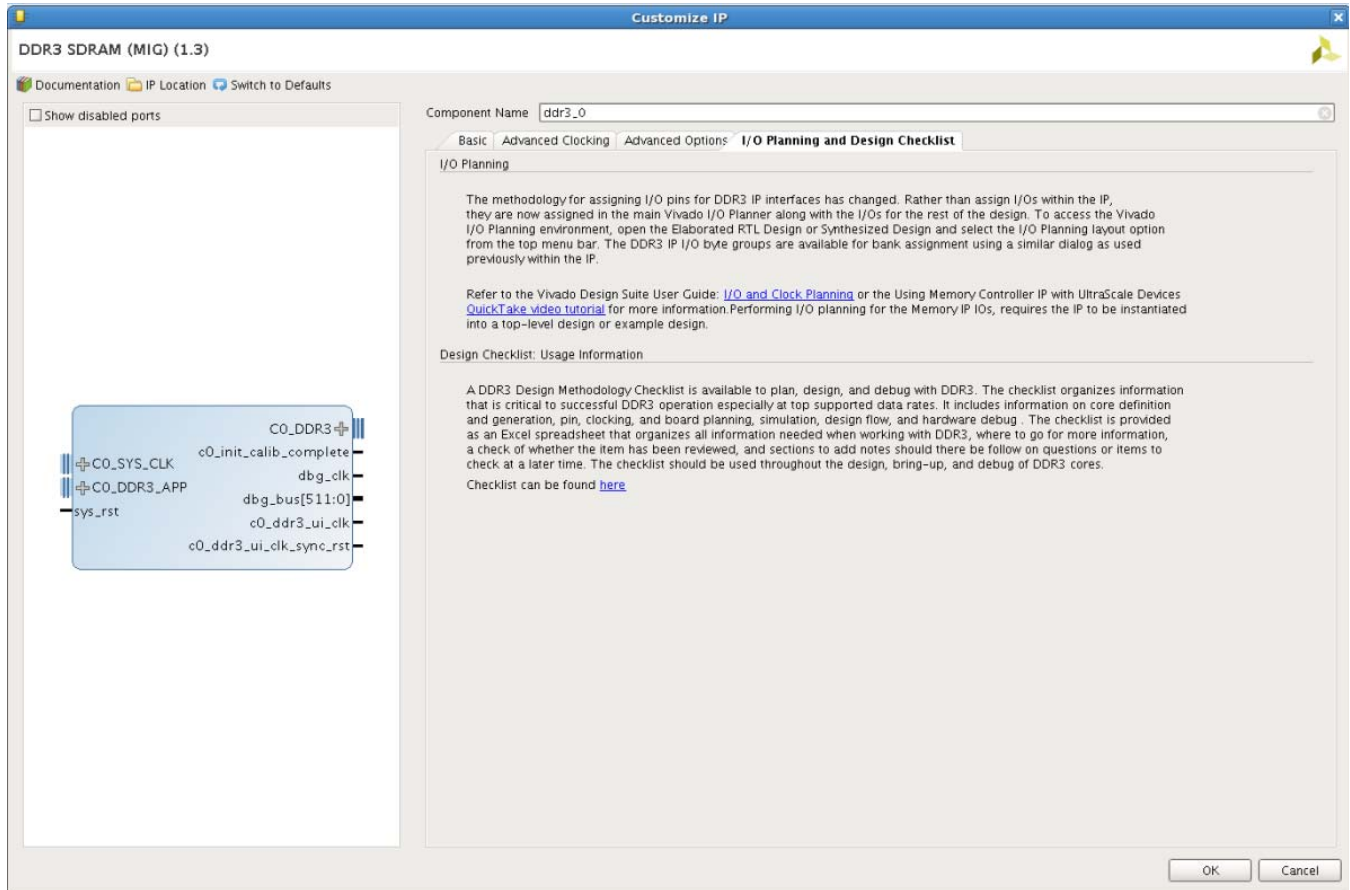 Customize IP
DDR3 SDRAM (MIG) (1.3)
Documentation IP Location Switch to Defaults
Show disabled ports
Component Name ddr3_0
Basic Advanced Clocking Advanced Options I/O Planning and Design Checklist
I/O Planning
The methodology for assigning I/O pins for DDR3 IP interfaces has changed. Rather than assign I/Os within the IP,
they are now assigned in the main Vivado I/O Planner along with the I/Os for the rest of the design. To access the Vivado
I/O Planning environment, open the Elaborated RTL Design or Synthesized Design and select the I/O Planning layout option
from the top menu bar. The DDR3 IP I/O byte groups are available for bank assignment using a similar dialog as used
previously within the IP.
Refer to the Vivado Design Suite User Guide: I/O and Clock Planning or the Using Memory Controller IP with UltraScale Devices
QuickTake video tutorial for more information.Performing I/O planning for the Memory IP IOs, requires the IP to be instantiated
into a top-level design or example design.
Design Checklist: Usage Information
A DDR3 Design Methodology Checklist is available to plan, design, and debug with DDR3. The checklist organizes information
that is critical to successful DDR3 operation especially at top supported data rates. It includes information on core definition
and generation, pin, clocking, and board planning, simulation, design flow, and hardware debug . The checklist is provided
as an Excel spreadsheet that organizes all information needed when working with DDR3, where to go for more information,
a check of whether the item has been reviewed, and sections to add notes should there be follow on questions or items to
check at a later time. The checklist should be used throughout the design, bring-up, and debug of DDR3 cores.
Checklist can be found here
C0_DDR3
c0_init_calib_complete
C0_SYS_CLK
dbg_clk
C0_DDR3_APP
dbg_bus[511:0]
sys_rst
c0_ddr3_ui_clk
c0_ddr3_ui_clk_sync_rst
OK Cancel